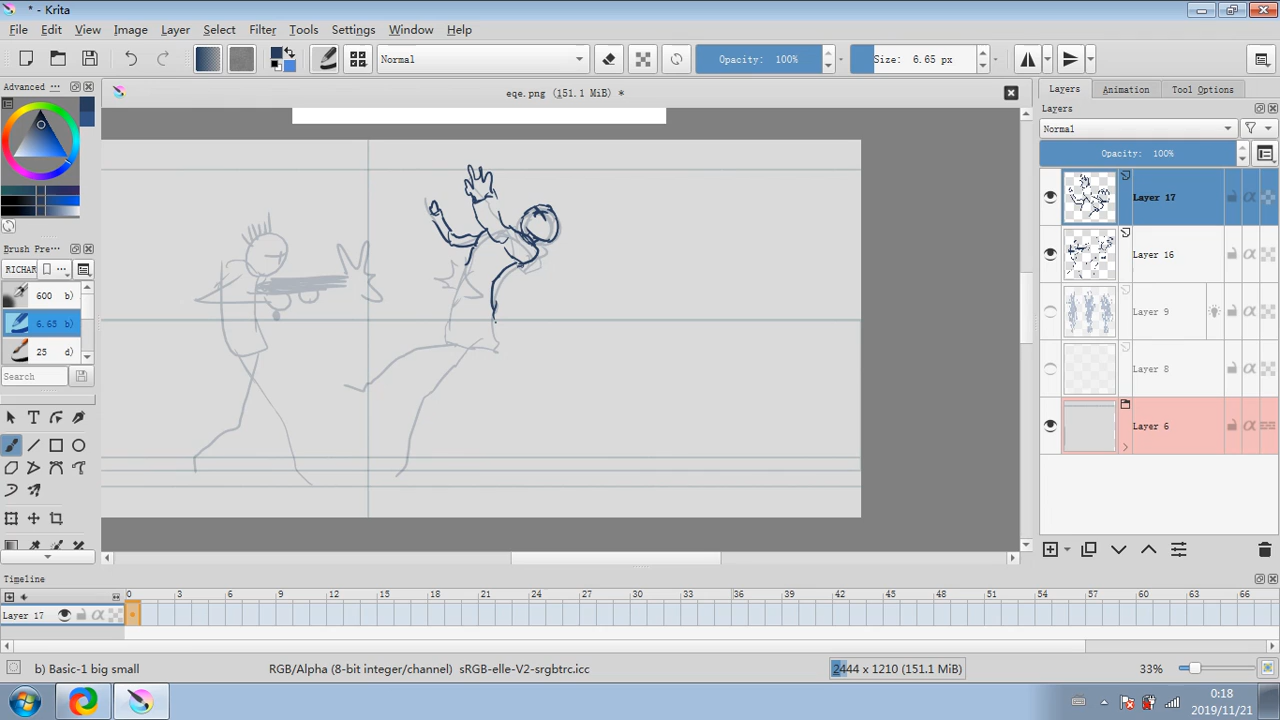 * - Krita
File Edit View Image Layer Select Filter Tools Settings Window Help
Normal Opacity: 100% Size: 6.65 px
Advanced ...
eqe.png (151.1 MiB) *
Layers Animation Tool Options
Layers
Normal
Opacity: 100%
Layer 17
Layer 16
Layer 9
Layer 8
Layer 6
Brush Pre...
RICHAR ...
600 b)
6.65 b)
25 d)
Search
Timeline
0 3 6 9 12 15 18 21 24 27 30 33 36 39 42 45 48 51 54 57 60 63 66
Layer 17
b) Basic-1 big small RGB/Alpha (8-bit integer/channel) sRGB-elle-V2-srgbtrc.icc 2444 x 1210 (151.1 MiB) 33%
0:18
2019/11/21